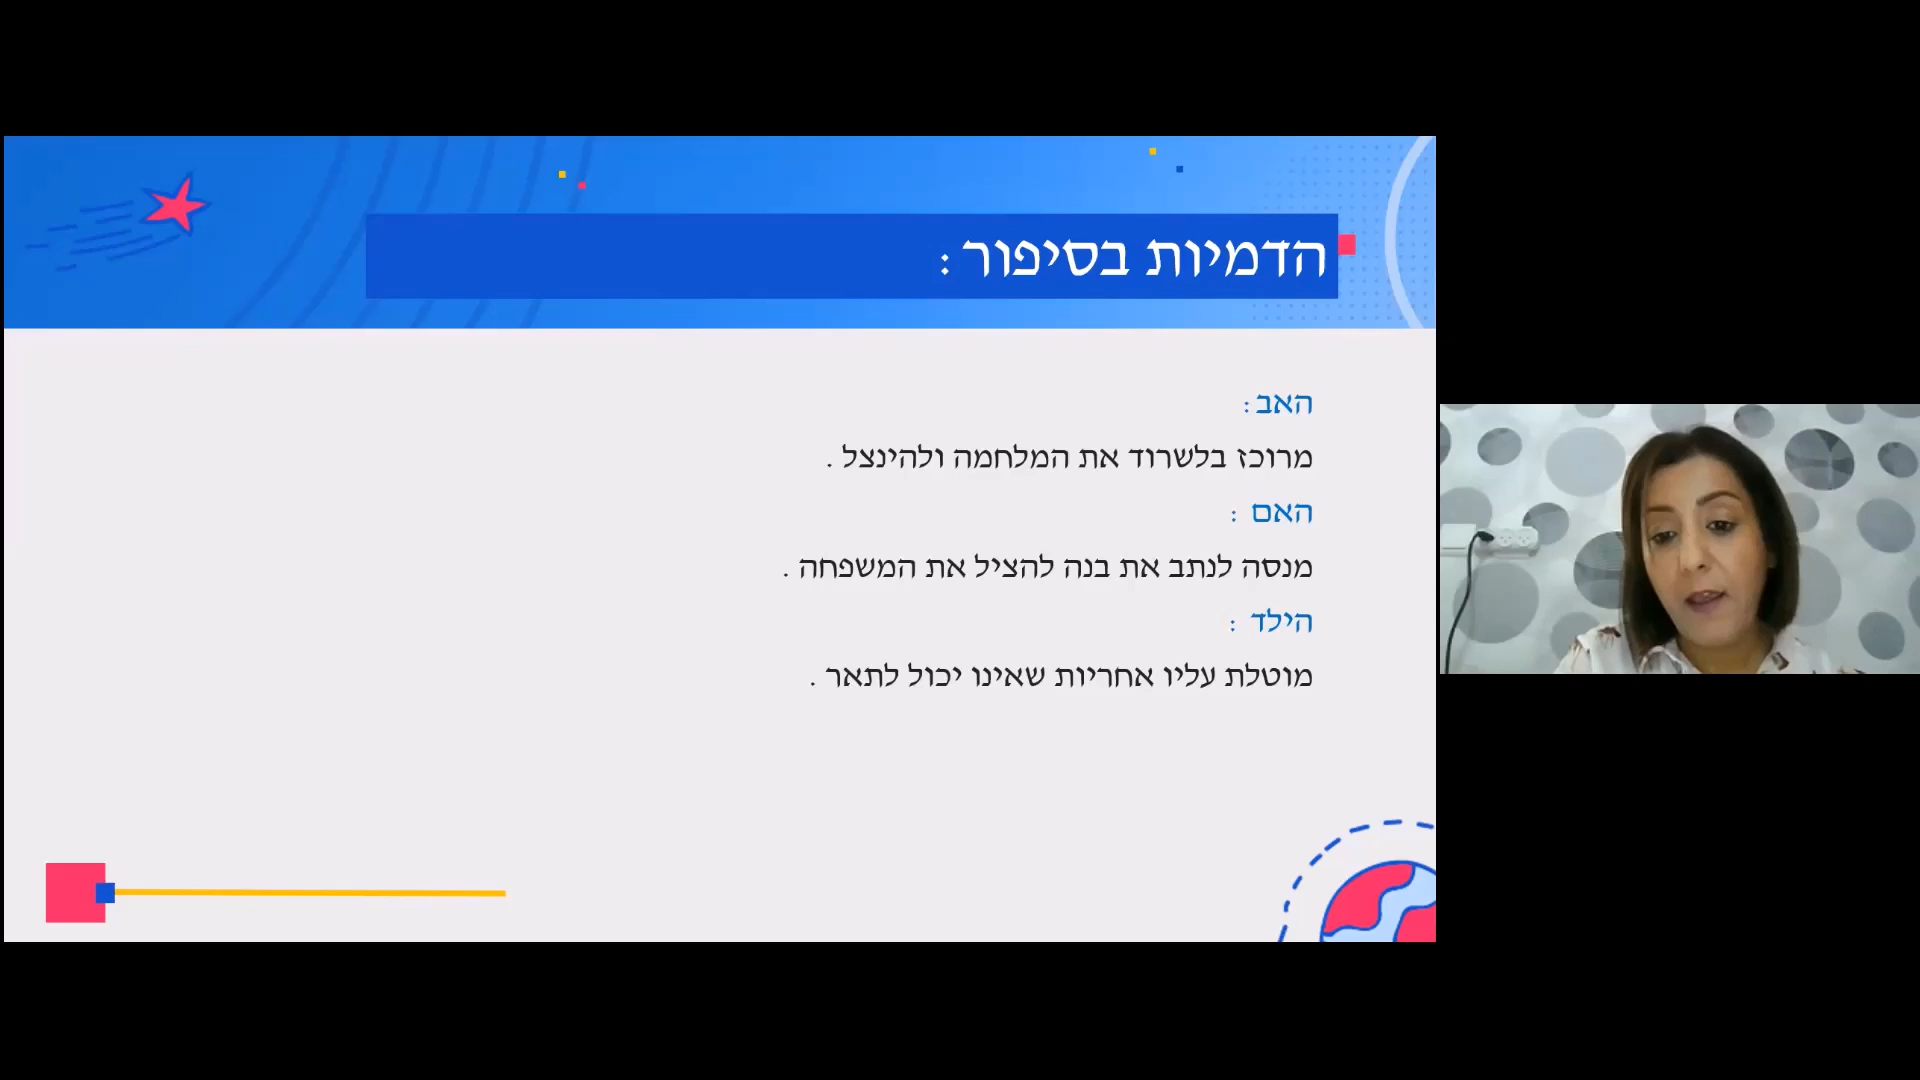 הדמיות בסיפור :
האב :
מרוכז בלשרוד את המלחמה ולהינצל .
האם :
מנסה לנתב את בנה להציל את המשפחה .
הילד :
מוטלת עליו אחריות שאינו יכול לתאר .